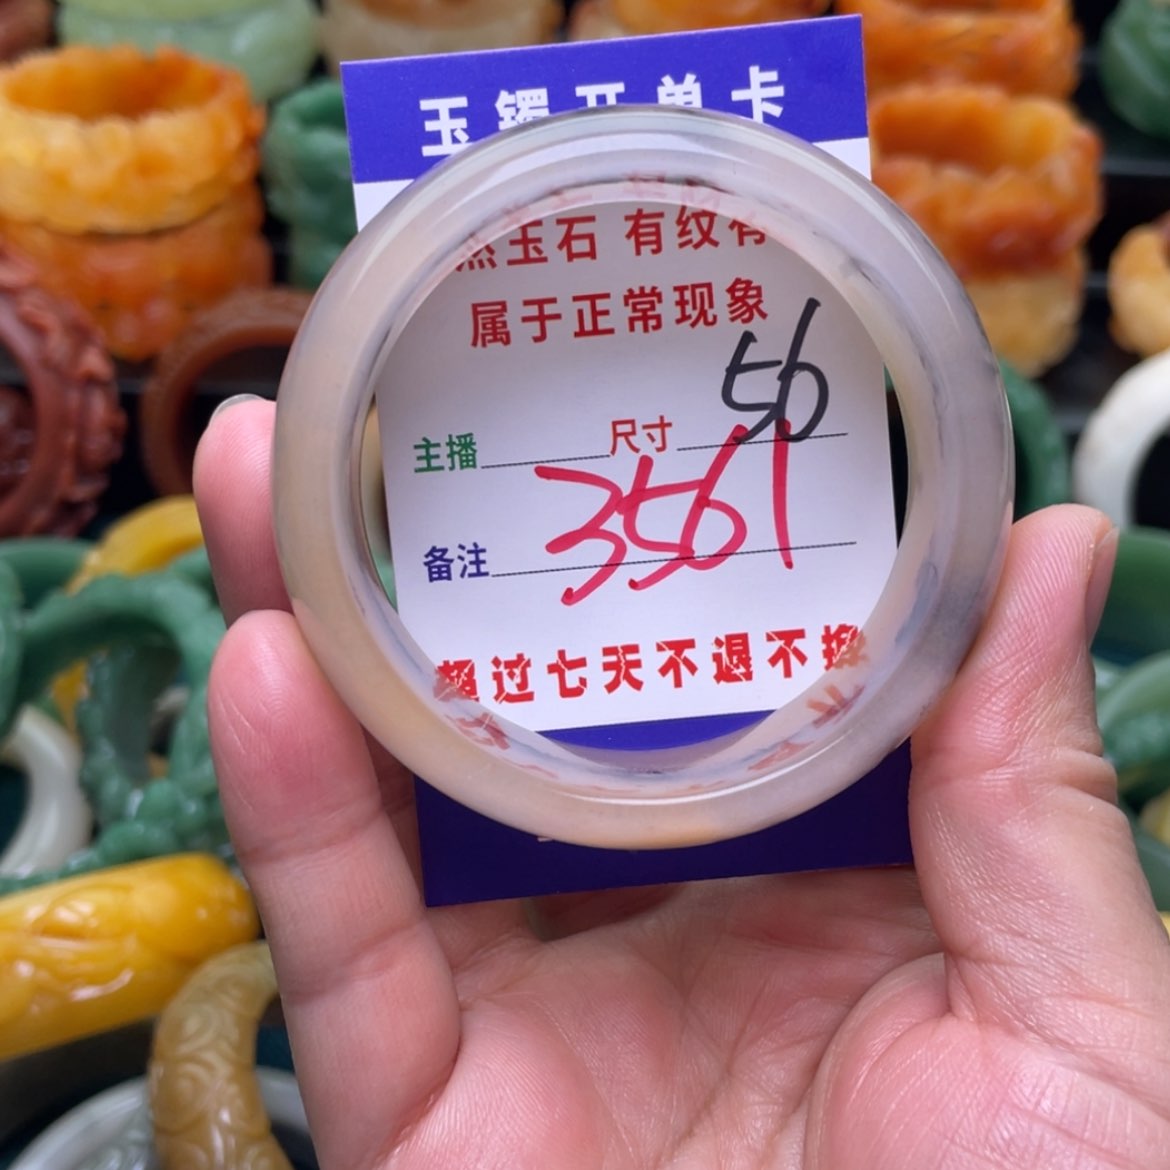 玉镯开单卡
然玉石 有纹有
属于正常现象
56
主播 尺寸
3561
备注
超过七天不退不换